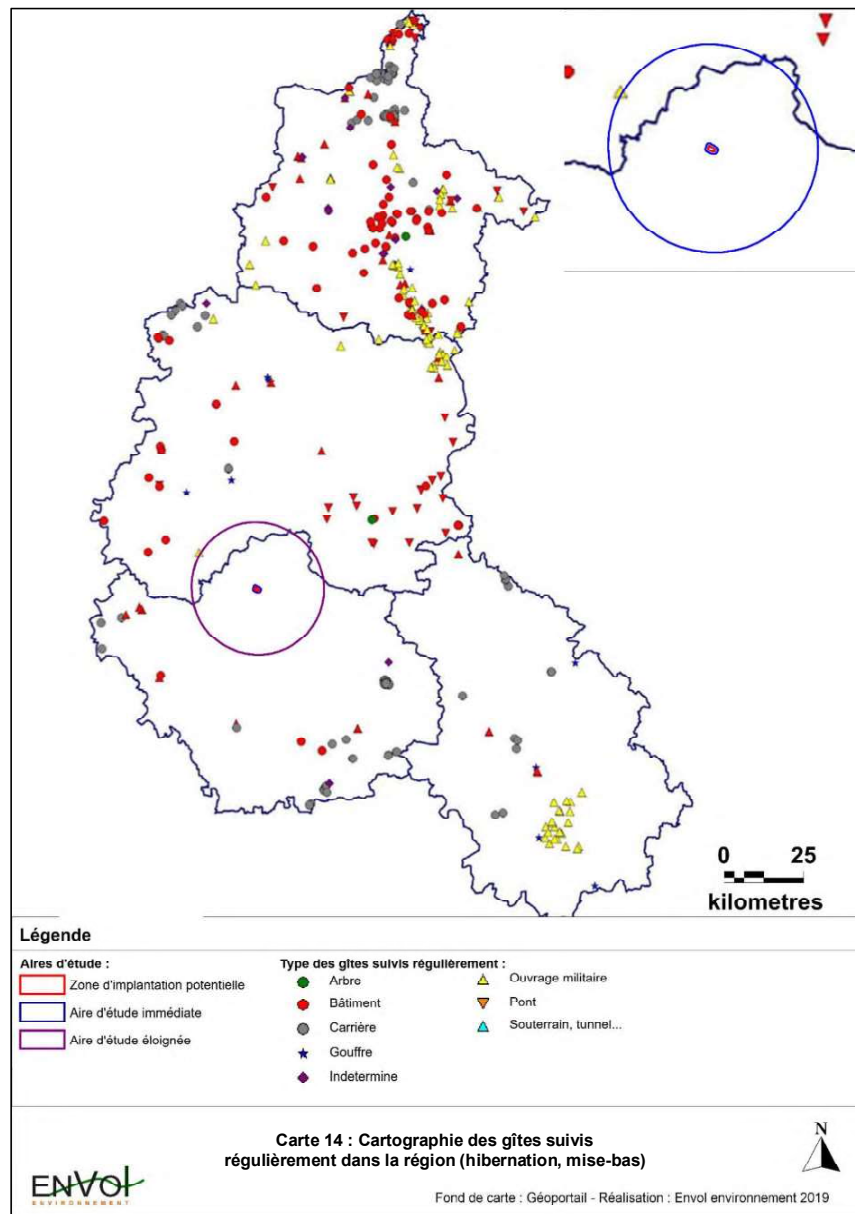 0 25
kilometres
Légende
Aires d'étude :
Zone d'implantation potentielle
Aire d'étude immédiate
Aire d'étude éloignée
Type des gîtes suivis régulièrement :
Arbre
Bâtiment
Carrière
Gouffre
Indetermine
Ouvrage militaire
Pont
Souterrain, tunnel...
Carte 14 : Cartographie des gîtes suivis
régulièrement dans la région (hibernation, mise-bas)
N
ENVOL
ENVIRONNEMENT
Fond de carte : Géoportail - Réalisation : Envol environnement 2019